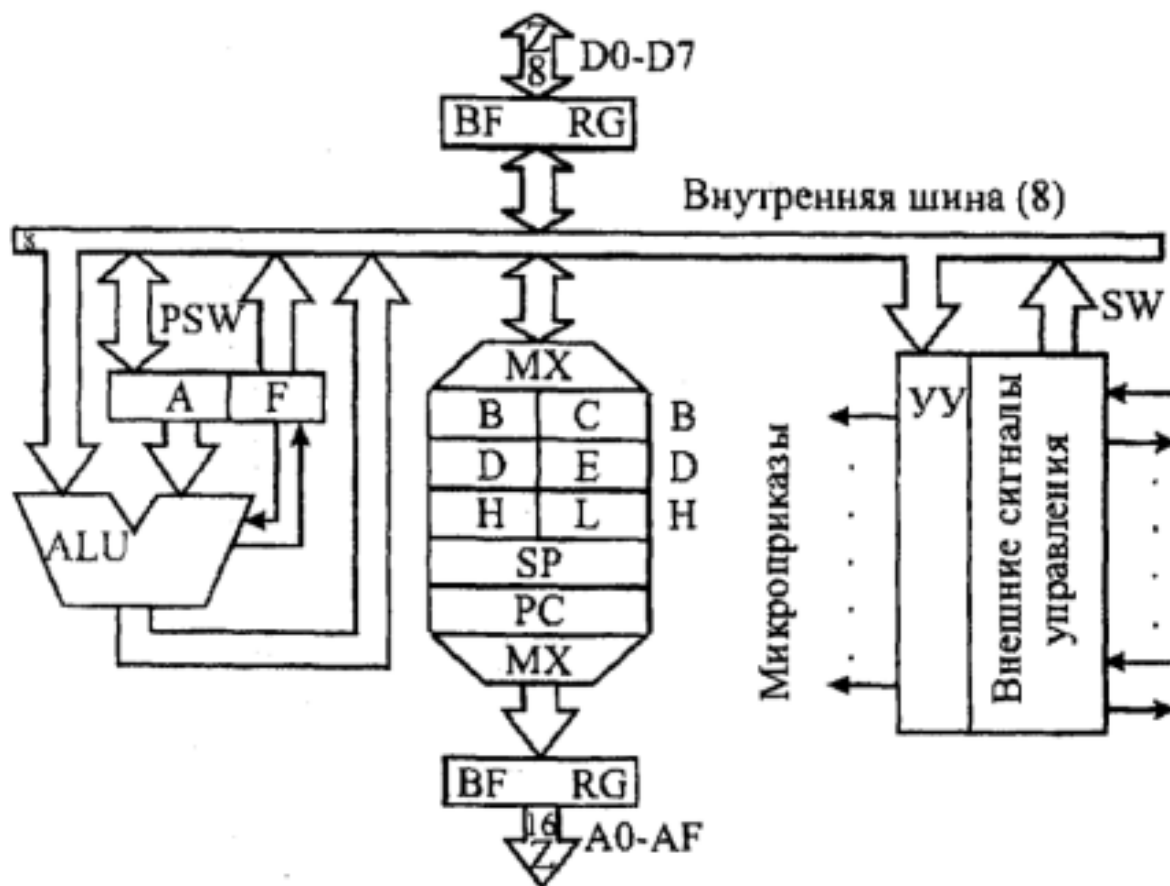 Z
8
D0-D7
BF RG
Внутренняя шина (8)
8
PSW
SW
A F
MX
B C B
D E D
H L H
SP
PC
MX
ALU
Микроприказы
УУ
Внешние сигналы
управления
BF RG
16
Z
A0-AF